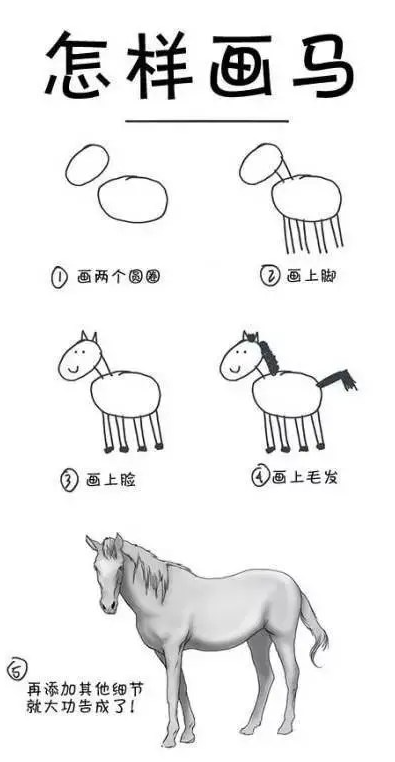 怎样画马
① 画两个圆圈
② 画上脚
③ 画上脸
④ 画上毛发
⑤
再添加其他细节
就大功告成了!